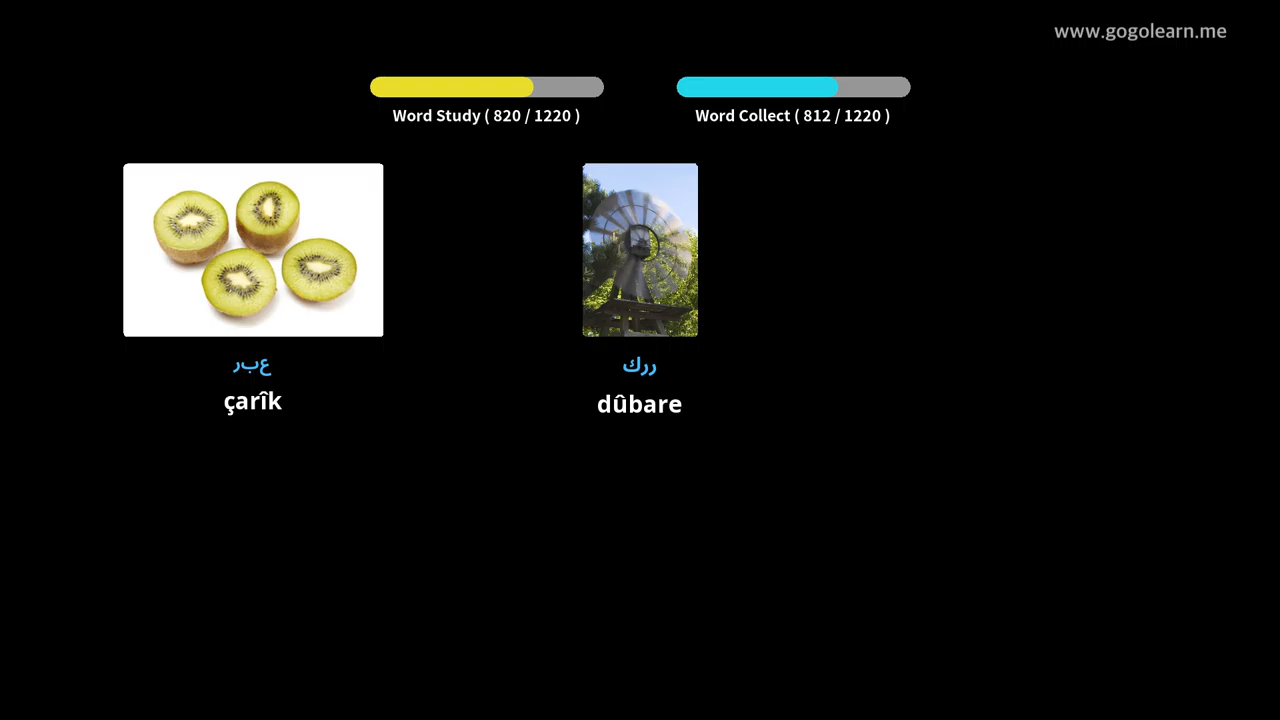 www.gogolearn.me
Word Study ( 820 / 1220 )
Word Collect ( 812 / 1220 )
عبر
çarîk
ررك
dûbare